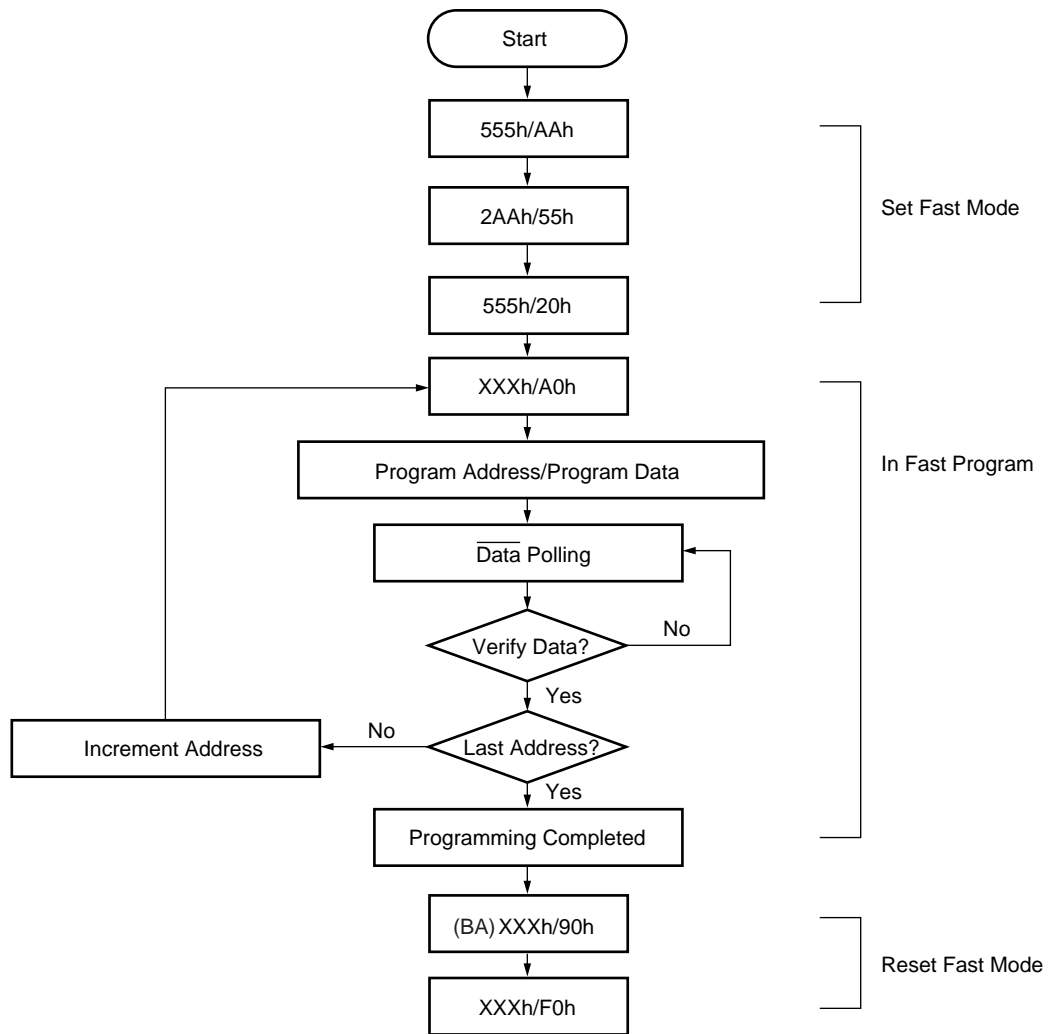 Start
555h/AAh
2AAh/55h
Set Fast Mode
555h/20h
XXXh/A0h
In Fast Program
Program Address/Program Data
D̅a̅t̅a̅ Polling
Verify Data?
No
Yes
Last Address?
No
Increment Address
Yes
Programming Completed
(BA) XXXh/90h
Reset Fast Mode
XXXh/F0h